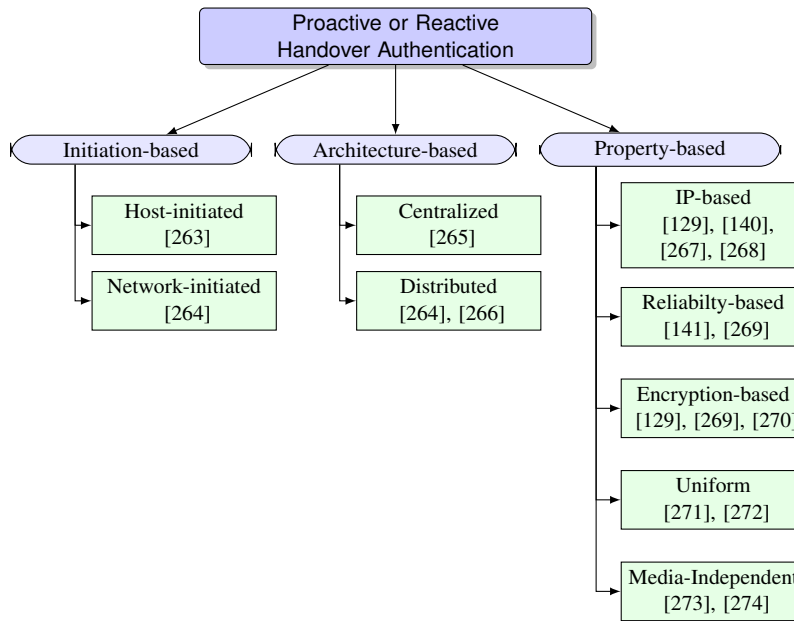 Proactive or Reactive
Handover Authentication
Initiation-based
Architecture-based
Property-based
Host-initiated
[263]
Network-initiated
[264]
Centralized
[265]
Distributed
[264], [266]
IP-based
[129], [140],
[267], [268]
Reliabilty-based
[141], [269]
Encryption-based
[129], [269], [270]
Uniform
[271], [272]
Media-Independent
[273], [274]